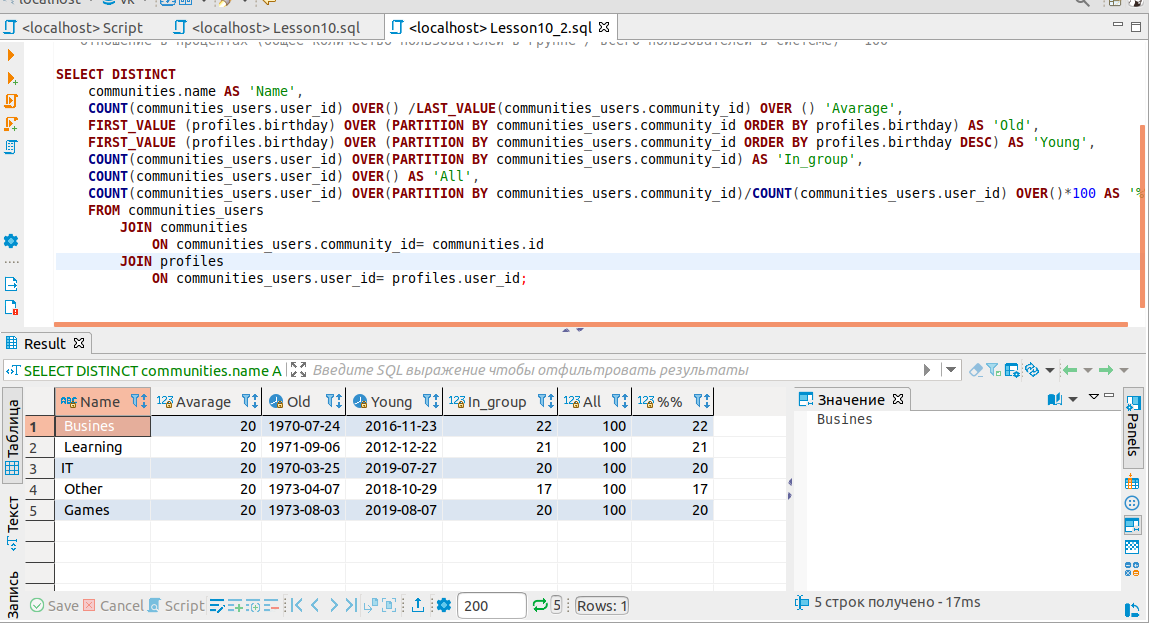 localhost
<localhost> Script
<localhost> Lesson10.sql
<localhost> Lesson10_2.sql
SELECT DISTINCT
communities.name AS 'Name',
COUNT(communities_users.user_id) OVER() /LAST_VALUE(communities_users.community_id) OVER () 'Avarage',
FIRST_VALUE (profiles.birthday) OVER (PARTITION BY communities_users.community_id ORDER BY profiles.birthday) AS 'Old',
FIRST_VALUE (profiles.birthday) OVER (PARTITION BY communities_users.community_id ORDER BY profiles.birthday DESC) AS 'Young',
COUNT(communities_users.user_id) OVER(PARTITION BY communities_users.community_id) AS 'In_group',
COUNT(communities_users.user_id) OVER() AS 'All',
COUNT(communities_users.user_id) OVER(PARTITION BY communities_users.community_id)/COUNT(communities_users.user_id) OVER()*100 AS '%
FROM communities_users
JOIN communities
ON communities_users.community_id= communities.id
JOIN profiles
ON communities_users.user_id= profiles.user_id;
Result
SELECT DISTINCT communities.name A
Введите SQL выражение чтобы отфильтровать результаты
Name Avarage Old Young In_group All %%
1 Busines 20 1970-07-24 2016-11-23 22 100 22
2 Learning 20 1971-09-06 2012-12-22 21 100 21
3 IT 20 1970-03-25 2019-07-27 20 100 20
4 Other 20 1973-04-07 2018-10-29 17 100 17
5 Games 20 1973-08-03 2019-08-07 20 100 20
Таблица
Текст
Запись
Значение
Busines
Panels
Save Cancel Script 200 5 Rows: 1
5 строк получено - 17ms